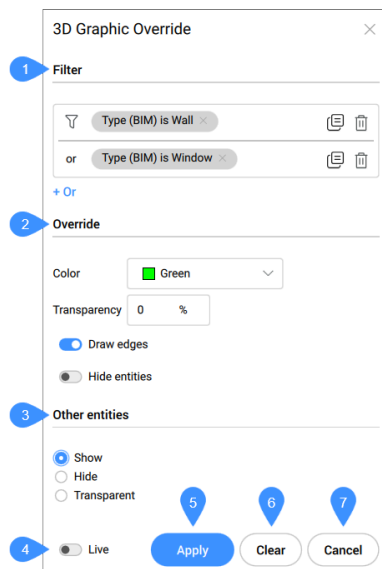 3D Graphic Override
1 Filter
Type (BIM) is Wall
or Type (BIM) is Window
+ Or
2 Override
Color Green
Transparency 0 %
Draw edges
Hide entities
3 Other entities
Show
Hide
Transparent
5 6 7
4 Live Apply Clear Cancel